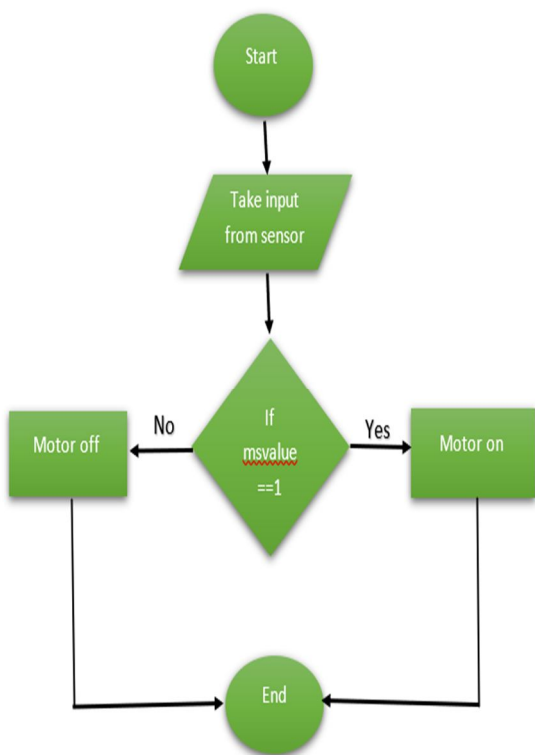 Start
Take input
from sensor
If
msvalue
==1
No
Yes
Motor off
Motor on
End